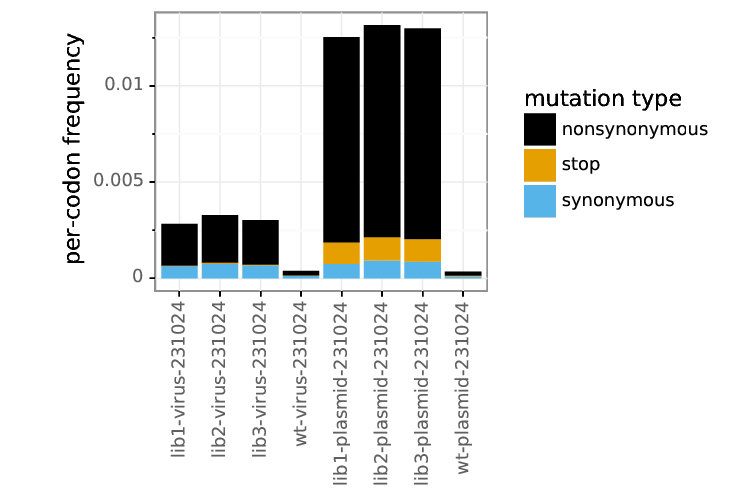 per-codon frequency
0.01
0.005
0
lib1-virus-231024
lib2-virus-231024
lib3-virus-231024
wt-virus-231024
lib1-plasmid-231024
lib2-plasmid-231024
lib3-plasmid-231024
wt-plasmid-231024
mutation type
nonsynonymous
stop
synonymous